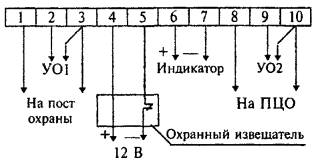 1 2 3 4 5 6 7 8 9 10
+ —
УО1 Индикатор УО2
На пост
охраны
На ПЦО
+ —
12 В
Охранный извещатель